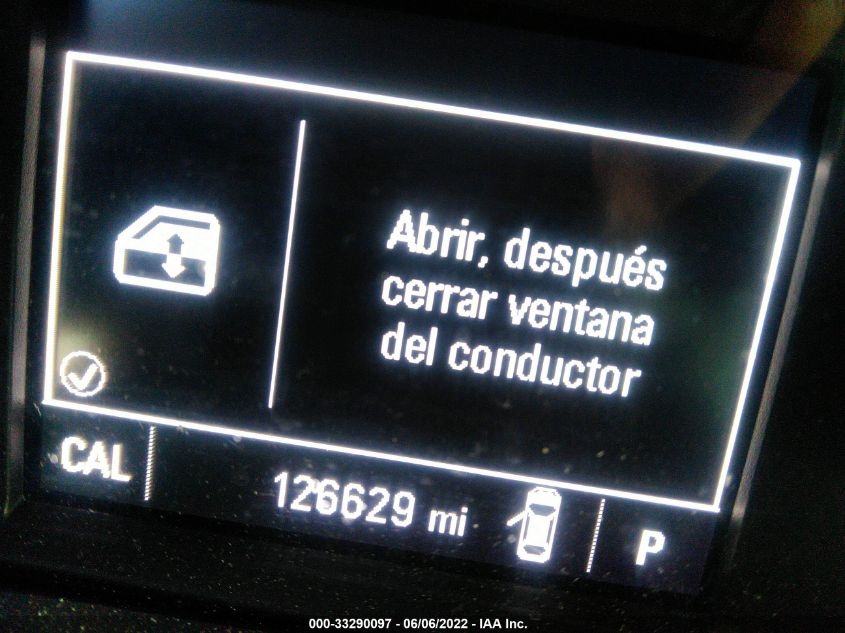 Abrir, después
cerrar ventana
del conductor
CAL
126629 mi
P
000-33290097 - 06/06/2022 - IAA Inc.